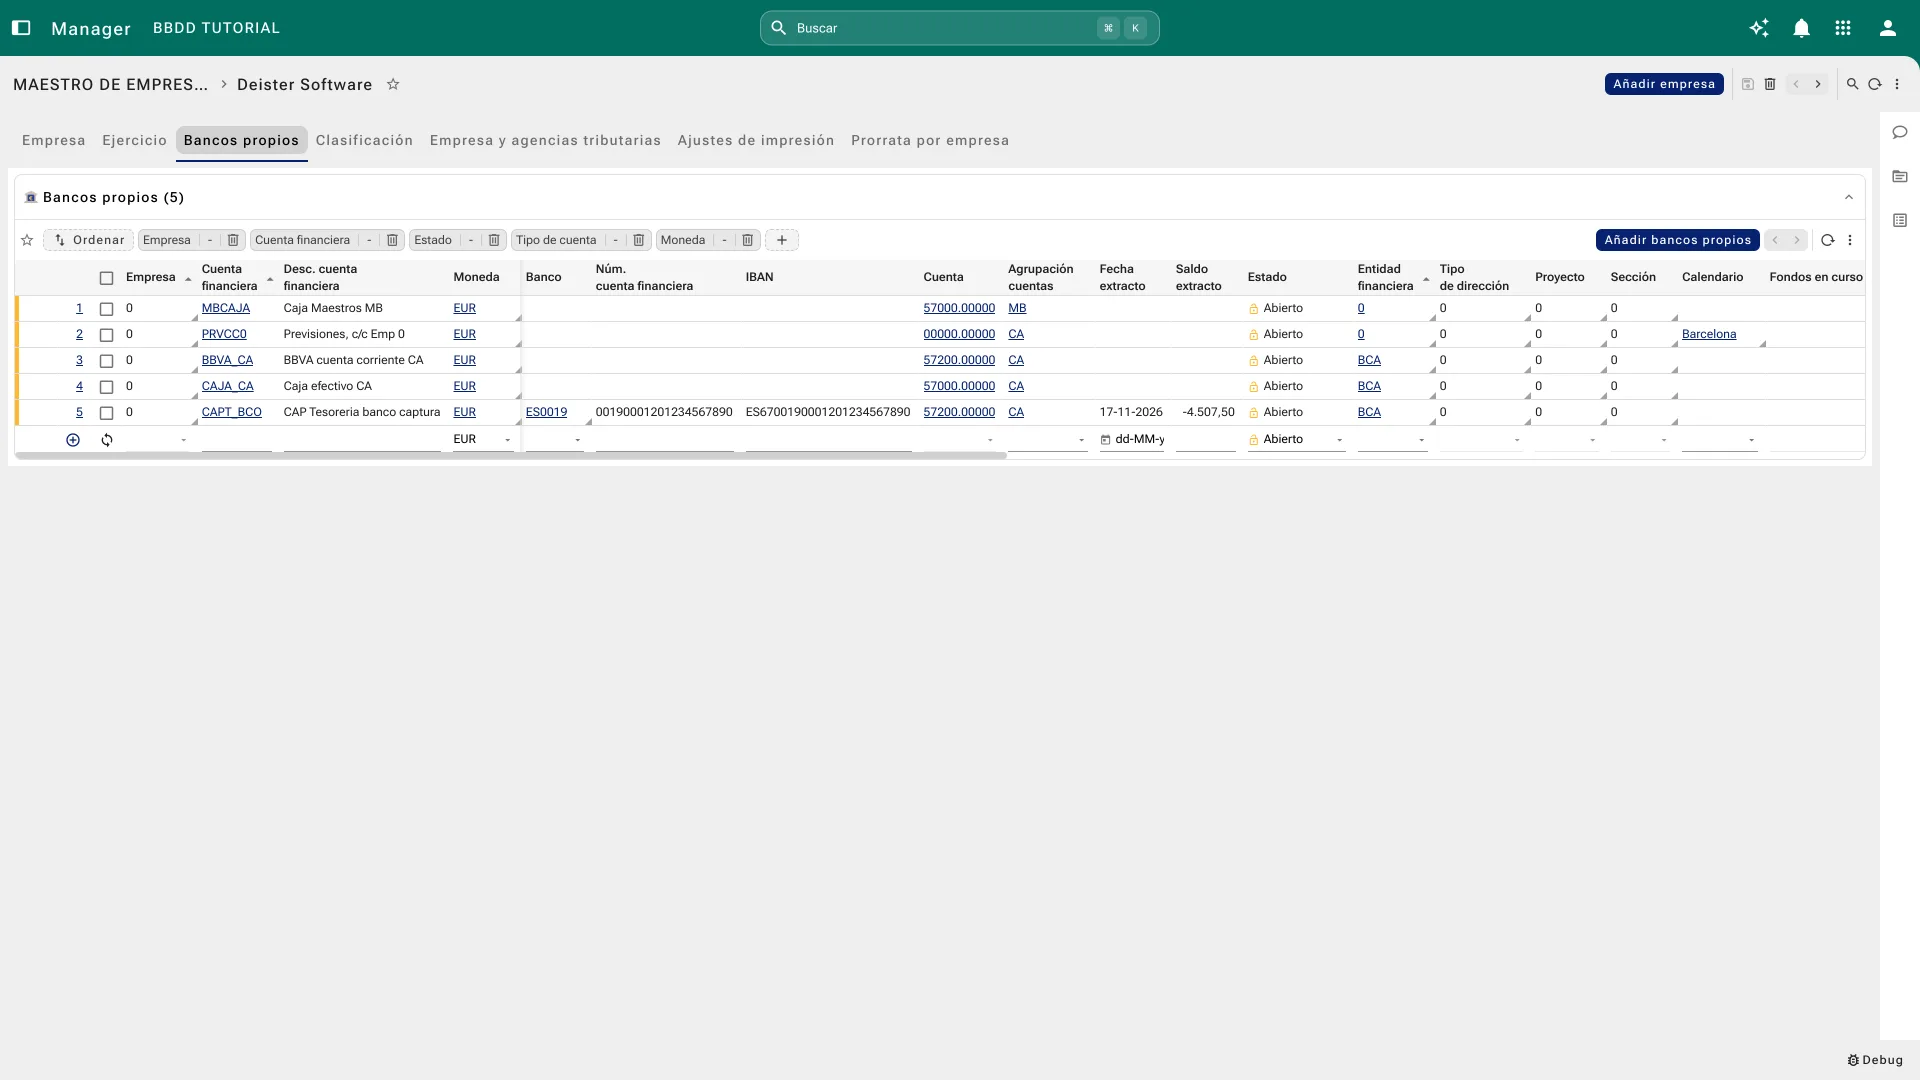 Manager BBDD TUTORIAL Buscar ⌘ K
MAESTRO DE EMPRES... > Deister Software Añadir empresa
Empresa Ejercicio Bancos propios Clasificación Empresa y agencias tributarias Ajustes de impresión Prorrata por empresa
Bancos propios (5)
Ordenar Empresa - Cuenta financiera - Estado - Tipo de cuenta - Moneda - + Añadir bancos propios
Empresa Cuenta financiera Desc. cuenta financiera Moneda Banco Núm. cuenta financiera IBAN Cuenta Agrupación cuentas Fecha extracto Saldo extracto Estado Entidad financiera Tipo de dirección Proyecto Sección Calendario Fondos en curso
1 0 MBCAJA Caja Maestros MB EUR 57000.00000 MB Abierto 0 0 0 0
2 0 PRVCC0 Previsiones, c/c Emp 0 EUR 00000.00000 CA Abierto 0 0 0 0 Barcelona
3 0 BBVA_CA BBVA cuenta corriente CA EUR 57200.00000 CA Abierto BCA 0 0 0
4 0 CAJA_CA Caja efectivo CA EUR 57000.00000 CA Abierto BCA 0 0 0
5 0 CAPT_BCO CAP Tesoreria banco captura EUR ES0019 00190001201234567890 ES6700190001201234567890 57200.00000 CA 17-11-2026 -4.507,50 Abierto BCA 0 0 0
EUR dd-MM-y Abierto
Debug